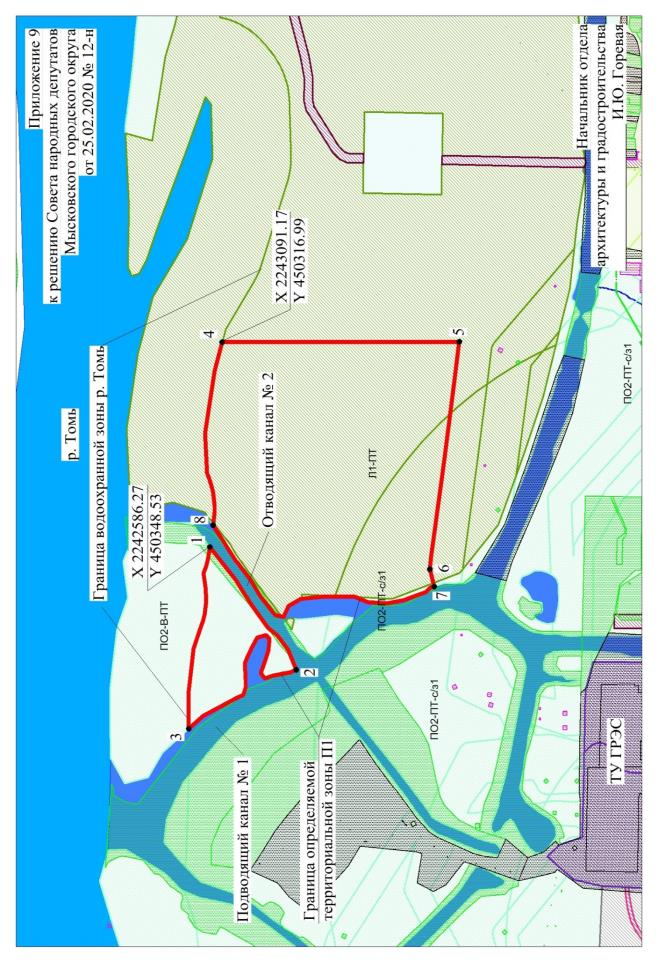 Приложение 9
к решению Совета народных депутатов
Мысковского городского округа
от 25.02.2020 № 12-н
р. Томь
Граница водоохранной зоны р. Томь
X 2242586.27
Y 450348.53
X 2243091.17
Y 450316.99
ПО2-В-ПТ
3
1
8
4
2
7
6
5
Отводящий канал № 2
Л1-ПТ
ПО2-ПТ-с/з1
Подводящий канал № 1
Граница определяемой
территориальной зоны П1
ПО2-ПТ-с/з1
ПО2-ПТ-с/з1
ТУ ГРЭС
Начальник отдела
архитектуры и градостроительства
И.Ю. Горевая